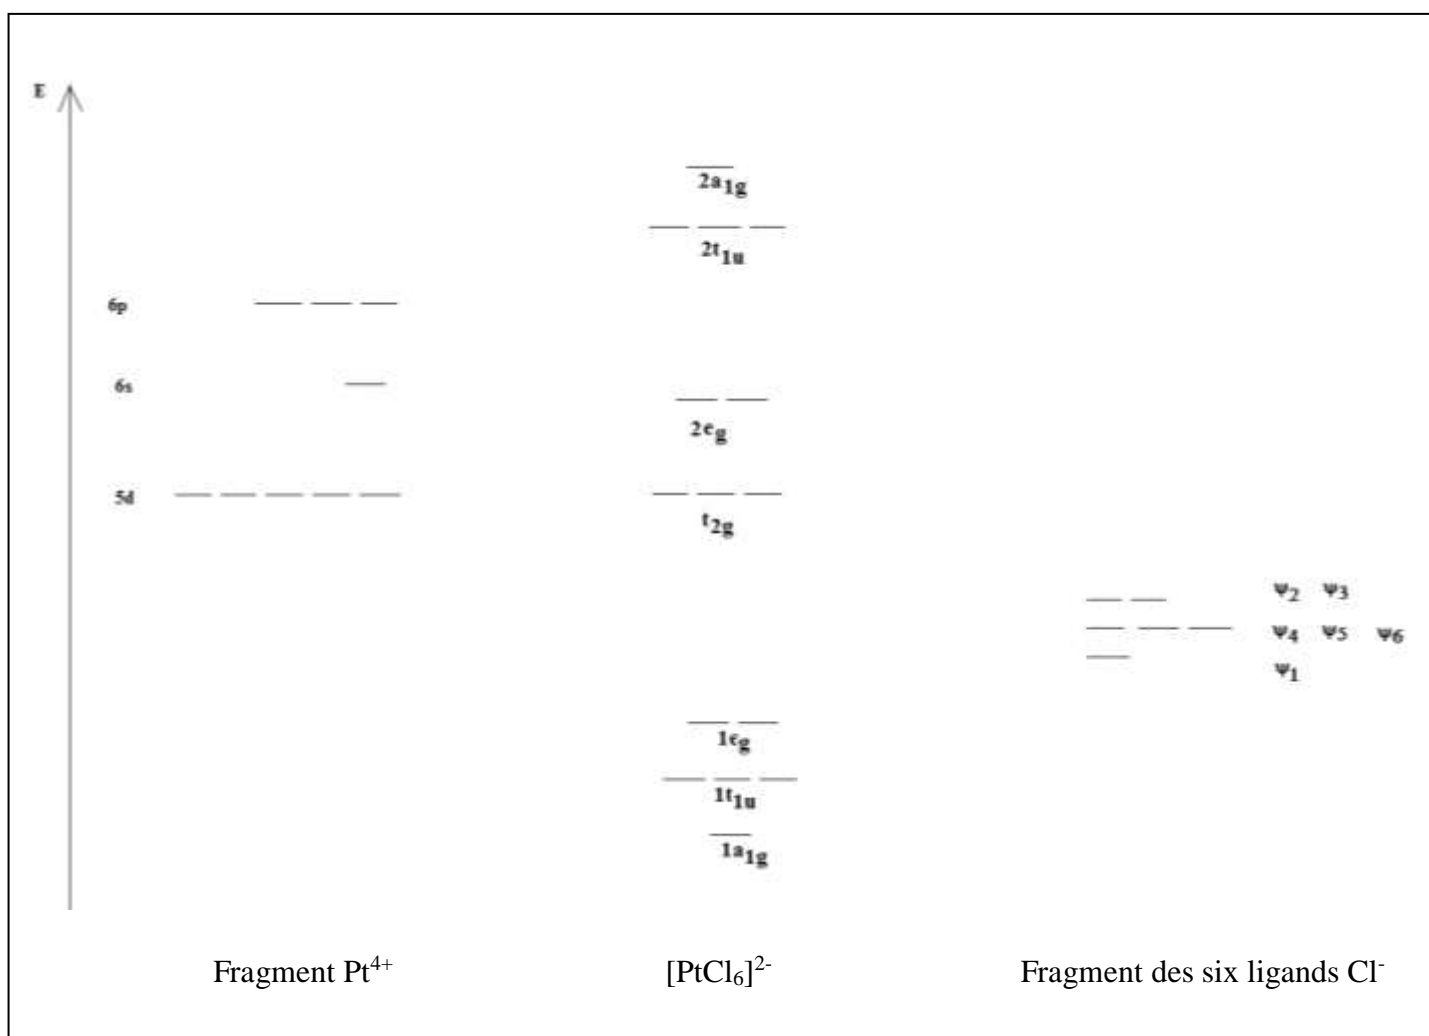 E
2a1g
2t1u
6p
6s
2eg
5d
t2g
Ψ2 Ψ3
Ψ4 Ψ5 Ψ6
Ψ1
1eg
1t1u
1a1g
Fragment Pt⁴⁺ [PtCl₆]²⁻ Fragment des six ligands Cl⁻